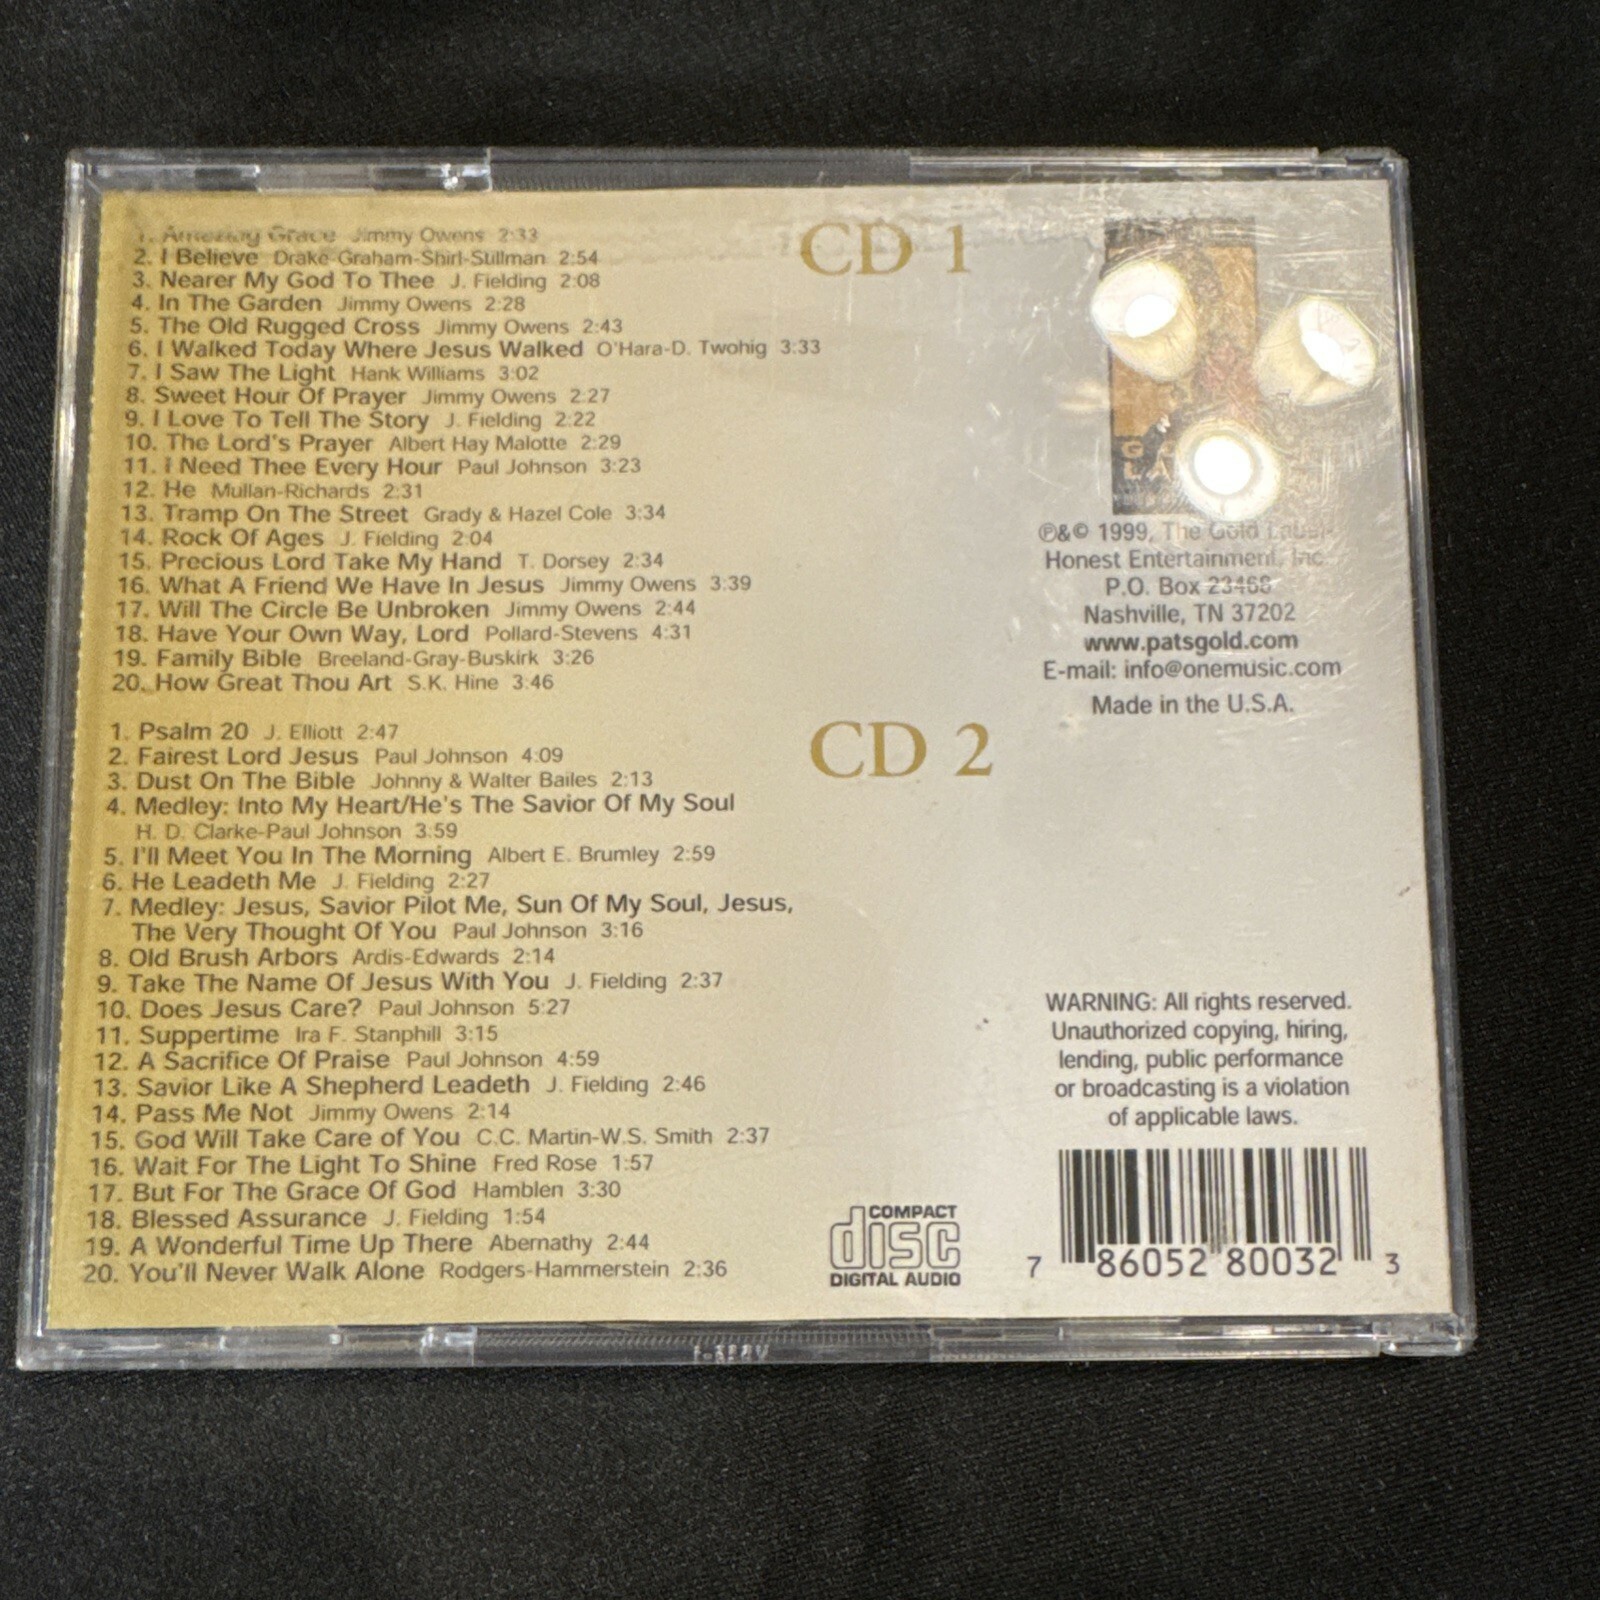 1. Amazing Grace Jimmy Owens 2:33
2. I Believe Drake-Graham-Shirl-Stillman 2:54
3. Nearer My God To Thee J. Fielding 2:08
4. In The Garden Jimmy Owens 2:28
5. The Old Rugged Cross Jimmy Owens 2:43
6. I Walked Today Where Jesus Walked O'Hara-D. Twohig 3:33
7. I Saw The Light Hank Williams 3:02
8. Sweet Hour Of Prayer Jimmy Owens 2:27
9. I Love To Tell The Story J. Fielding 2:22
10. The Lord's Prayer Albert Hay Malotte 2:29
11. I Need Thee Every Hour Paul Johnson 3:23
12. He Mullan-Richards 2:31
13. Tramp On The Street Grady & Hazel Cole 3:34
14. Rock Of Ages J. Fielding 2:04
15. Precious Lord Take My Hand T. Dorsey 2:34
16. What A Friend We Have In Jesus Jimmy Owens 3:39
17. Will The Circle Be Unbroken Jimmy Owens 2:44
18. Have Your Own Way, Lord Pollard-Stevens 4:31
19. Family Bible Breeland-Gray-Buskirk 3:26
20. How Great Thou Art S.K. Hine 3:46
CD 1
1. Psalm 20 J. Elliott 2:47
2. Fairest Lord Jesus Paul Johnson 4:09
3. Dust On The Bible Johnny & Walter Bailes 2:13
4. Medley: Into My Heart/He's The Savior Of My Soul
H. D. Clarke-Paul Johnson 3:59
5. I'll Meet You In The Morning Albert E. Brumley 2:59
6. He Leadeth Me J. Fielding 2:27
7. Medley: Jesus, Savior Pilot Me, Sun Of My Soul, Jesus,
The Very Thought Of You Paul Johnson 3:16
8. Old Brush Arbors Ardis-Edwards 2:14
9. Take The Name Of Jesus With You J. Fielding 2:37
10. Does Jesus Care? Paul Johnson 5:27
11. Suppertime Ira F. Stanphill 3:15
12. A Sacrifice Of Praise Paul Johnson 4:59
13. Savior Like A Shepherd Leadeth J. Fielding 2:46
14. Pass Me Not Jimmy Owens 2:14
15. God Will Take Care of You C.C. Martin-W.S. Smith 2:37
16. Wait For The Light To Shine Fred Rose 1:57
17. But For The Grace Of God Hamblen 3:30
18. Blessed Assurance J. Fielding 1:54
19. A Wonderful Time Up There Abernathy 2:44
20. You'll Never Walk Alone Rodgers-Hammerstein 2:36
CD 2
℗&© 1999, The Gold Label-
Honest Entertainment, Inc
P.O. Box 23468
Nashville, TN 37202
www.patsgold.com
E-mail: info@onemusic.com
Made in the U.S.A.
WARNING: All rights reserved.
Unauthorized copying, hiring,
lending, public performance
or broadcasting is a violation
of applicable laws.
COMPACT
disc
DIGITAL AUDIO
7 86052 80032 3